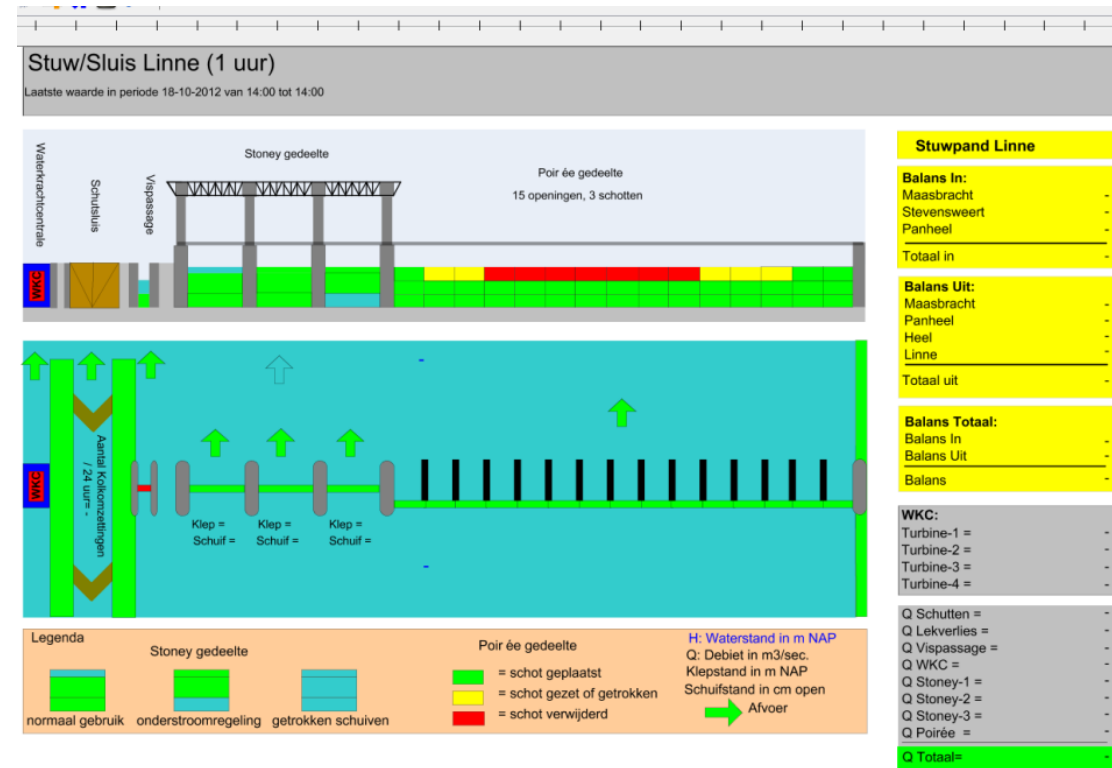 Stuw/Sluis Linne (1 uur)
Laatste waarde in periode 18-10-2012 van 14:00 tot 14:00
Waterkrachtcentrale
Schutsluis
Vispassage
Stoney gedeelte
Poir ée gedeelte
15 openingen, 3 schotten
WKC
WKC
Aantal Kolkomzettingen
/ 24 uur= -
Klep = Klep = Klep =
Schuif = Schuif = Schuif =
-
-
Legenda
Stoney gedeelte
normaal gebruik onderstroomregeling getrokken schuiven
Poir ée gedeelte
= schot geplaatst
= schot gezet of getrokken
= schot verwijderd
H: Waterstand in m NAP
Q: Debiet in m3/sec.
Klepstand in m NAP
Schuifstand in cm open
Afvoer
Stuwpand Linne
Balans In:
Maasbracht -
Stevensweert -
Panheel -
Totaal in -
Balans Uit:
Maasbracht -
Panheel -
Heel -
Linne -
Totaal uit -
Balans Totaal:
Balans In -
Balans Uit -
Balans -
WKC:
Turbine-1 = -
Turbine-2 = -
Turbine-3 = -
Turbine-4 = -
Q Schutten = -
Q Lekverlies = -
Q Vispassage = -
Q WKC = -
Q Stoney-1 = -
Q Stoney-2 = -
Q Stoney-3 = -
Q Poirée = -
Q Totaal= -